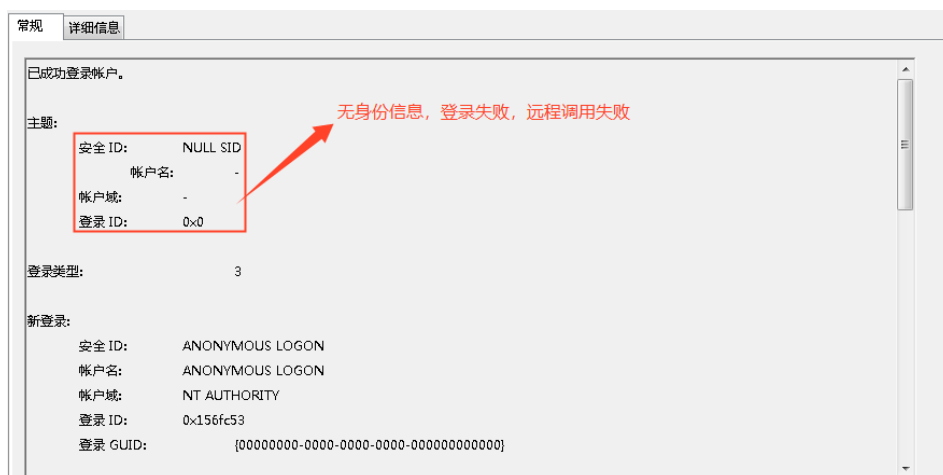 常规 详细信息
已成功登录帐户。
无身份信息，登录失败，远程调用失败
主题:
安全 ID: NULL SID
帐户名: -
帐户域: -
登录 ID: 0x0
登录类型: 3
新登录:
安全 ID: ANONYMOUS LOGON
帐户名: ANONYMOUS LOGON
帐户域: NT AUTHORITY
登录 ID: 0x156fc53
登录 GUID: {00000000-0000-0000-0000-000000000000}